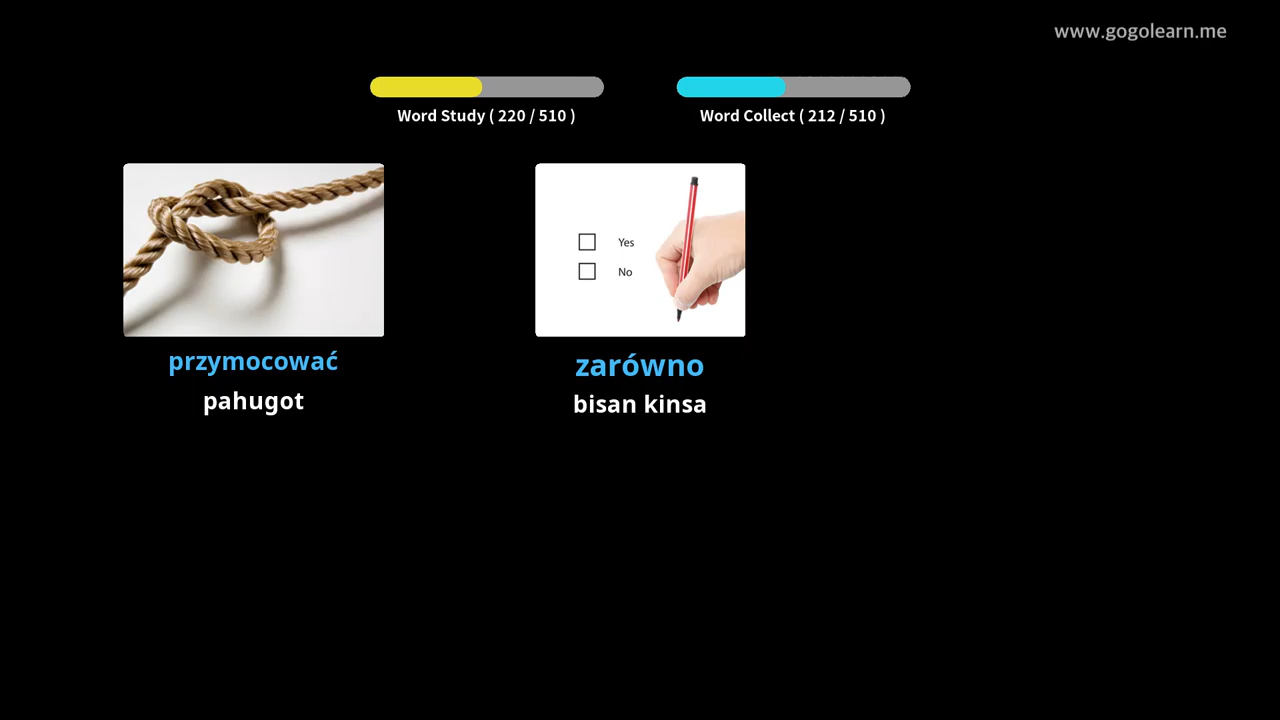 www.gogolearn.me
Word Study ( 220 / 510 )
Word Collect ( 212 / 510 )
Yes
No
przymocować
pahugot
zarówno
bisan kinsa